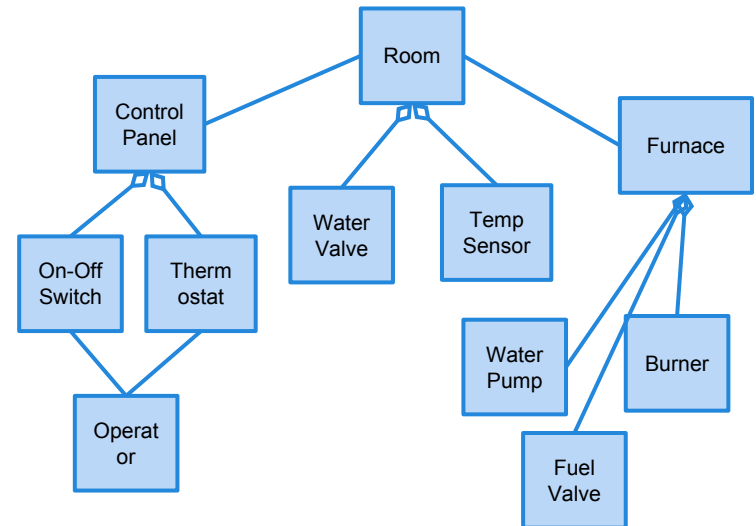 Room
Control
Panel
Furnace
Water
Valve
Temp
Sensor
On-Off
Switch
Therm
ostat
Water
Pump
Burner
Operat
or
Fuel
Valve